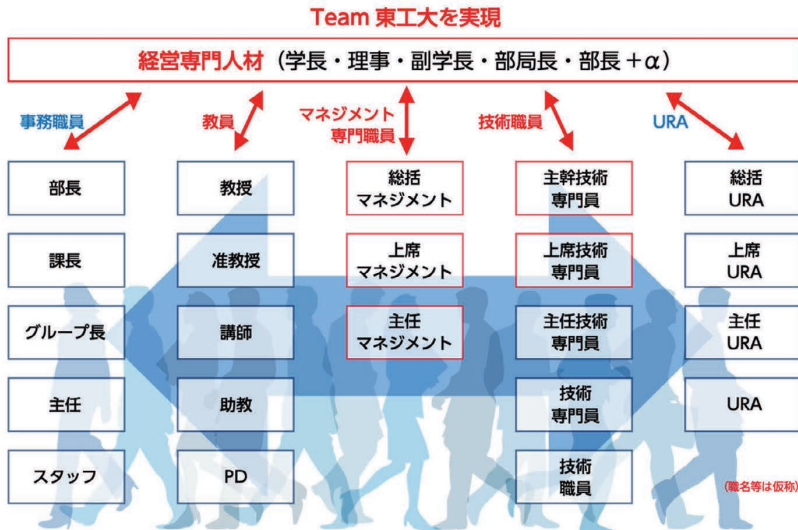 Team 東工大を実現
経営専門人材（学長・理事・副学長・部局長・部長＋α）
事務職員
教員
マネジメント
専門職員
技術職員
URA
部長
教授
総括
マネジメント
主幹技術
専門員
総括
URA
課長
准教授
上席
マネジメント
上席技術
専門員
上席
URA
グループ長
講師
主任
マネジメント
主任技術
専門員
主任
URA
主任
助教
技術
専門員
URA
スタッフ
PD
技術
職員
（職名等は仮称）